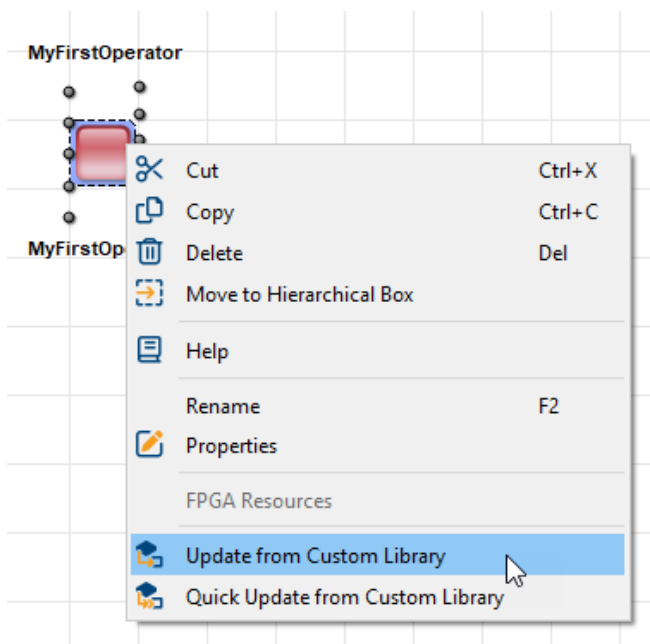 MyFirstOperator
Cut Ctrl+X
Copy Ctrl+C
MyFirstOp
Delete Del
Move to Hierarchical Box
Help
Rename F2
Properties
FPGA Resources
Update from Custom Library
Quick Update from Custom Library